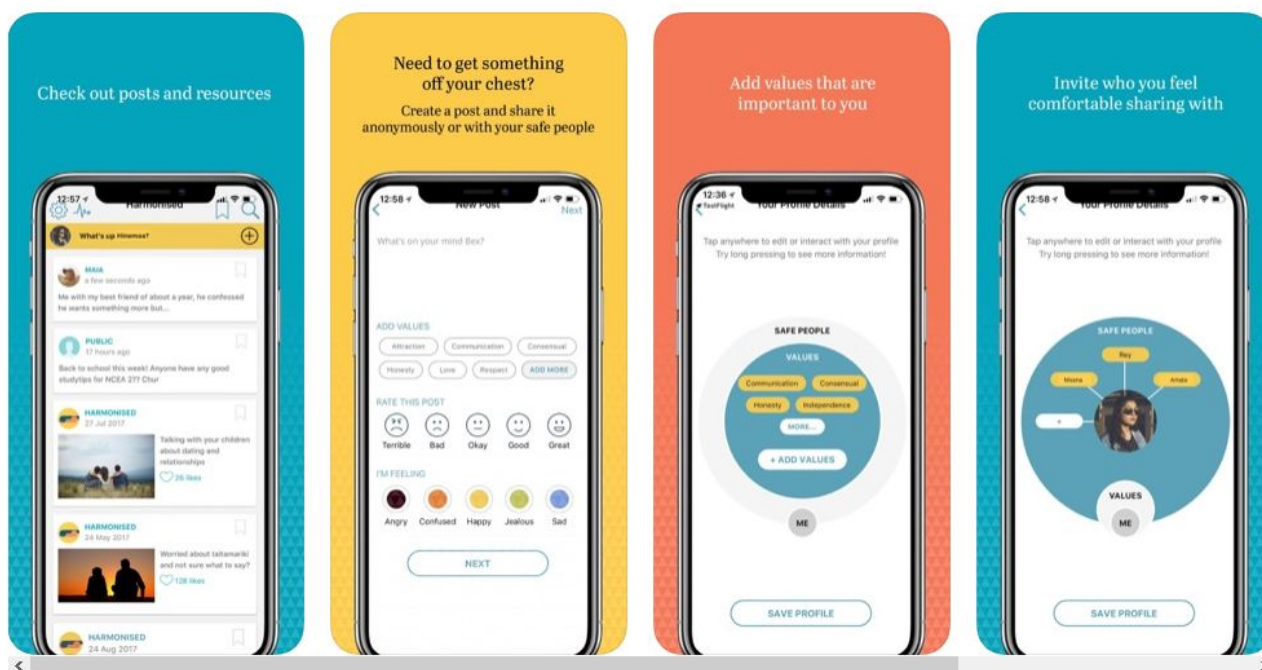 Check out posts and resources
12:57
Harmonised
What's up Hinemaa?
MAIA
a few seconds ago
Me with my best friend of about a year, he confessed
he wants something more but...
PUBLIC
17 hours ago
Back to school this week! Anyone have any good
studytips for NCEA 2?? Chur
HARMONISED
27 Jul 2017
Talking with your children
about dating and
relationships
26 likes
HARMONISED
24 May 2017
Worried about taitamariki
and not sure what to say?
128 likes
HARMONISED
24 Aug 2017
Need to get something
off your chest?
Create a post and share it
anonymously or with your safe people
12:58
New Post
Next
What's on your mind Bex?
ADD VALUES
Attraction Communication Consensual
Honesty Love Respect ADD MORE
RATE THIS POST
Terrible Bad Okay Good Great
I'M FEELING
Angry Confused Happy Jealous Sad
NEXT
Add values that are
important to you
12:36
TestFlight
Your Profile Details
Tap anywhere to edit or interact with your profile
Try long pressing to see more information!
SAFE PEOPLE
VALUES
Communication Consensual
Honesty Independence
MORE...
+ ADD VALUES
ME
SAVE PROFILE
Invite who you feel
comfortable sharing with
12:58
Your Profile Details
Tap anywhere to edit or interact with your profile
Try long pressing to see more information!
SAFE PEOPLE
Rey
Moana Amaia
VALUES
ME
SAVE PROFILE